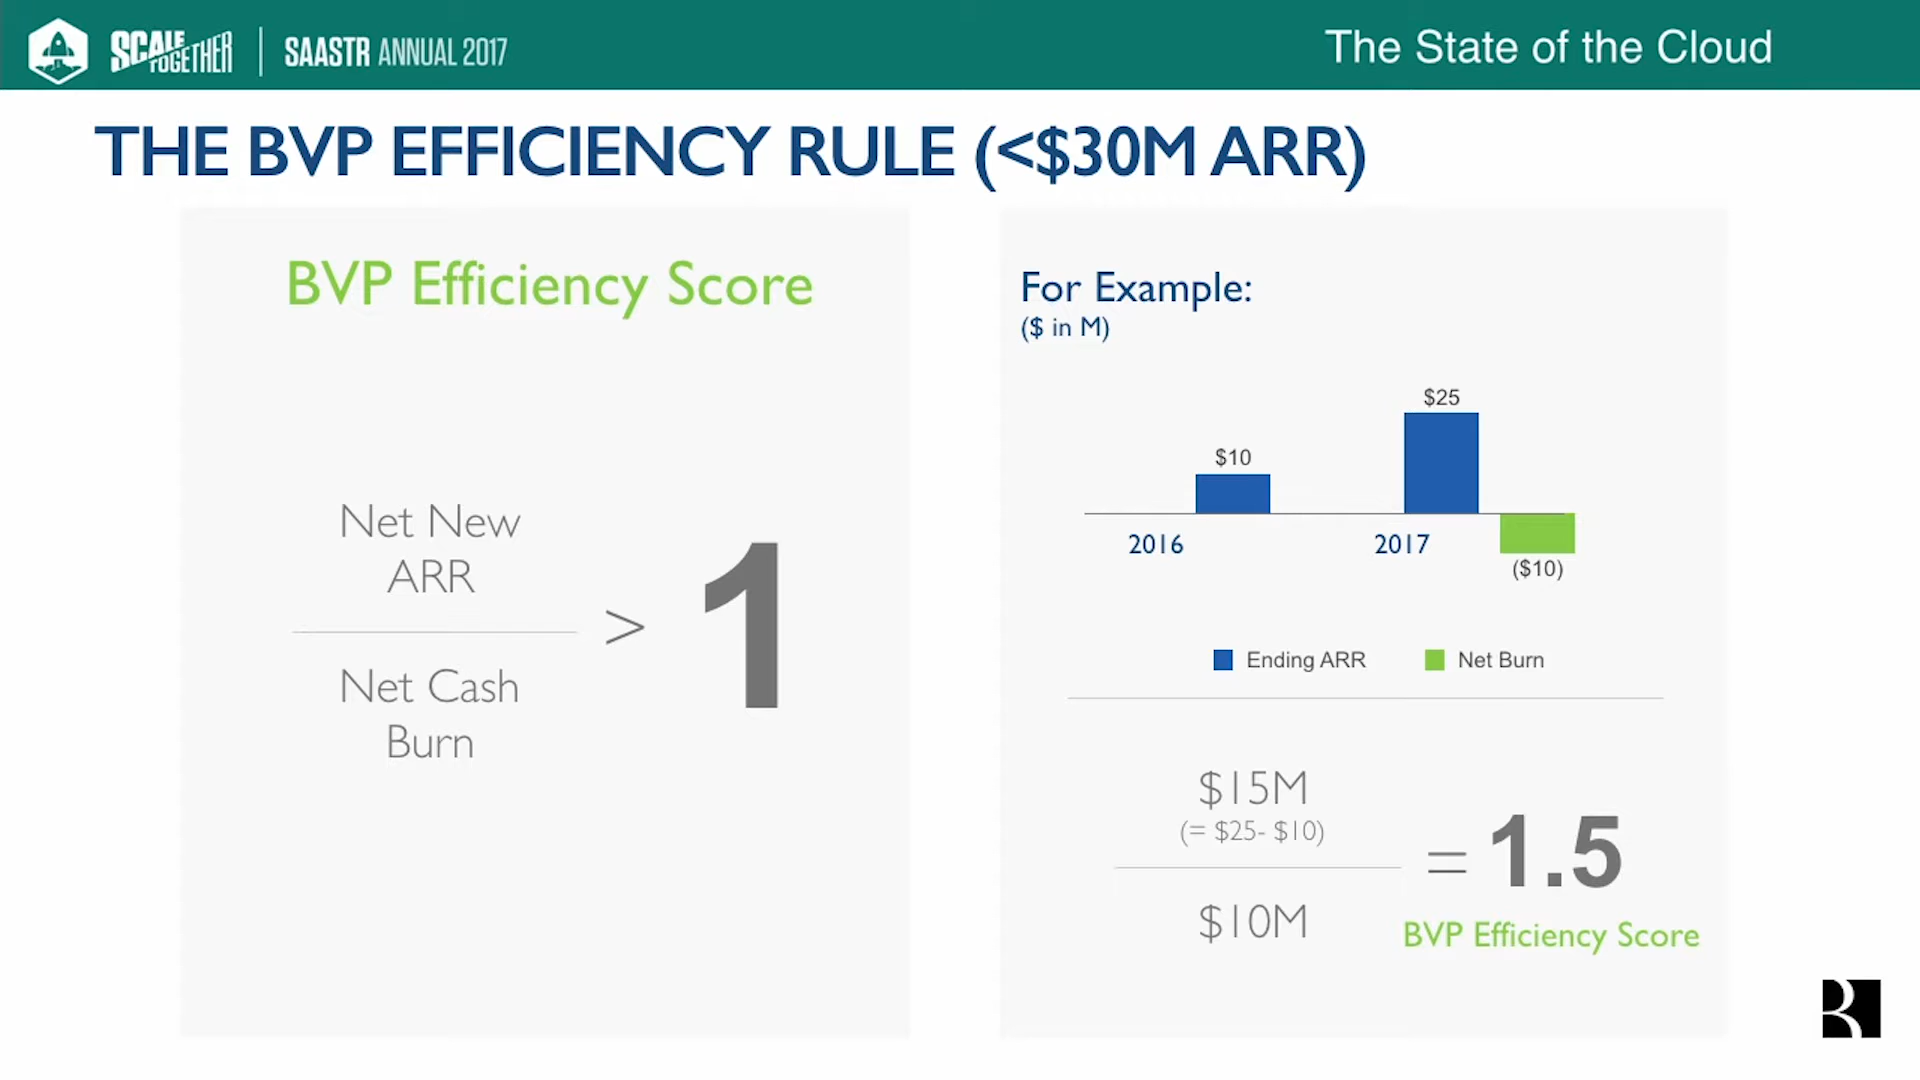 SCALE
TOGETHER
SAASTR ANNUAL 2017
The State of the Cloud
THE BVP EFFICIENCY RULE (<$30M ARR)
BVP Efficiency Score
Net New
ARR
Net Cash
Burn
>
1
For Example:
($ in M)
$25
$10
2016
2017
($10)
Ending ARR
Net Burn
$15M
(= $25- $10)
$10M
= 1.5
BVP Efficiency Score